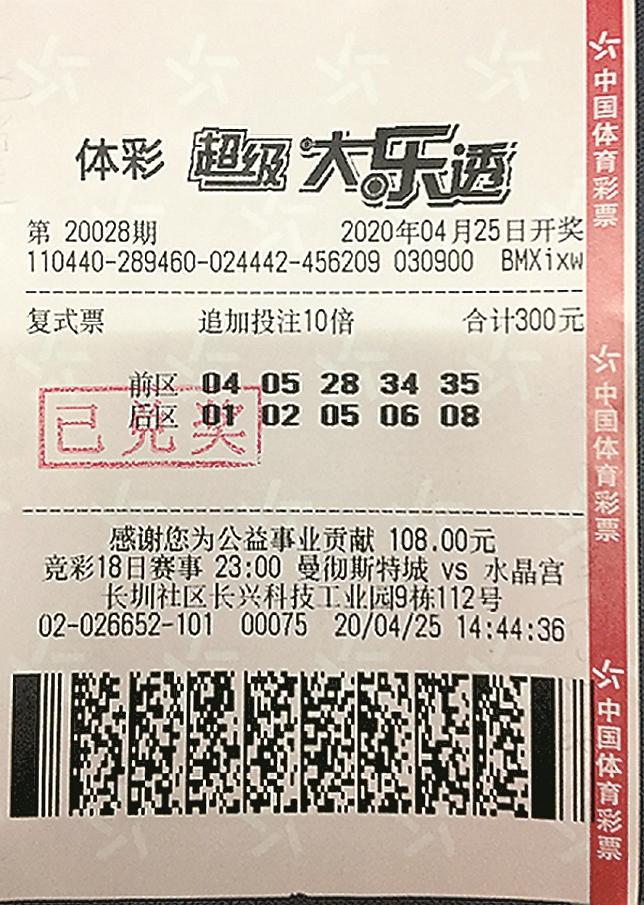 体彩 超级大乐透
第 20028期 2020年04月25日开奖
110440-289460-024442-456209 030900 BMXixw
复式票 追加投注10倍 合计300元
前区 04 05 28 34 35
后区 01 02 05 06 08
已兑奖
感谢您为公益事业贡献 108.00元
竞彩18日赛事 23:00 曼彻斯特城 vs 水晶宫
长圳社区长兴科技工业园9栋112号
02-026652-101 00075 20/04/25 14:44:36
中国体育彩票
中国体育彩票
中国体育彩票